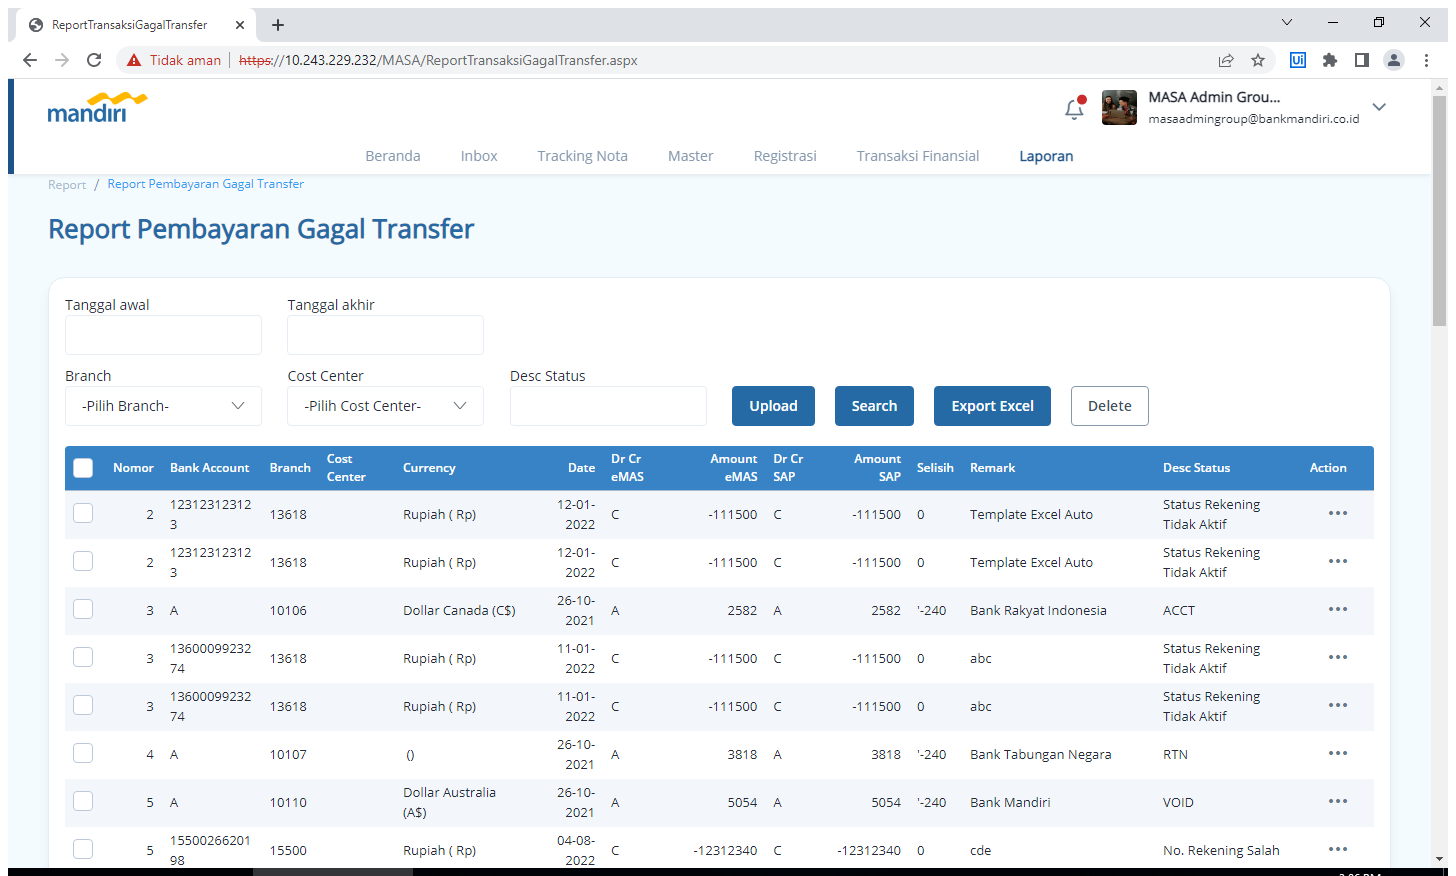 ReportTransaksiGagalTransfer
Tidak aman
https://10.243.229.232/MASA/ReportTransaksiGagalTransfer.aspx
mandiri
MASA Admin Grou...
masaadmingroup@bankmandiri.co.id
Beranda Inbox Tracking Nota Master Registrasi Transaksi Finansial Laporan
Report / Report Pembayaran Gagal Transfer
Report Pembayaran Gagal Transfer
Tanggal awal Tanggal akhir
Branch Cost Center Desc Status
-Pilih Branch- -Pilih Cost Center- Upload Search Export Excel Delete
Nomor Bank Account Branch Cost Center Currency Date Dr Cr eMAS Amount eMAS Dr Cr SAP Amount SAP Selisih Remark Desc Status Action
2 12312312312 3 13618 Rupiah ( Rp) 12-01-2022 C -111500 C -111500 0 Template Excel Auto Status Rekening Tidak Aktif
2 12312312312 3 13618 Rupiah ( Rp) 12-01-2022 C -111500 C -111500 0 Template Excel Auto Status Rekening Tidak Aktif
3 A 10106 Dollar Canada (C$) 26-10-2021 A 2582 A 2582 '-240 Bank Rakyat Indonesia ACCT
3 13600099232 74 13618 Rupiah ( Rp) 11-01-2022 C -111500 C -111500 0 abc Status Rekening Tidak Aktif
3 13600099232 74 13618 Rupiah ( Rp) 11-01-2022 C -111500 C -111500 0 abc Status Rekening Tidak Aktif
4 A 10107 () 26-10-2021 A 3818 A 3818 '-240 Bank Tabungan Negara RTN
5 A 10110 Dollar Australia (A$) 26-10-2021 A 5054 A 5054 '-240 Bank Mandiri VOID
5 15500266201 98 15500 Rupiah ( Rp) 04-08-2022 C -12312340 C -12312340 0 cde No. Rekening Salah